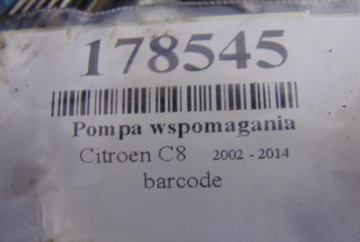 178545
Pompa wspomagania
Citroen C8 2002 - 2014
barcode